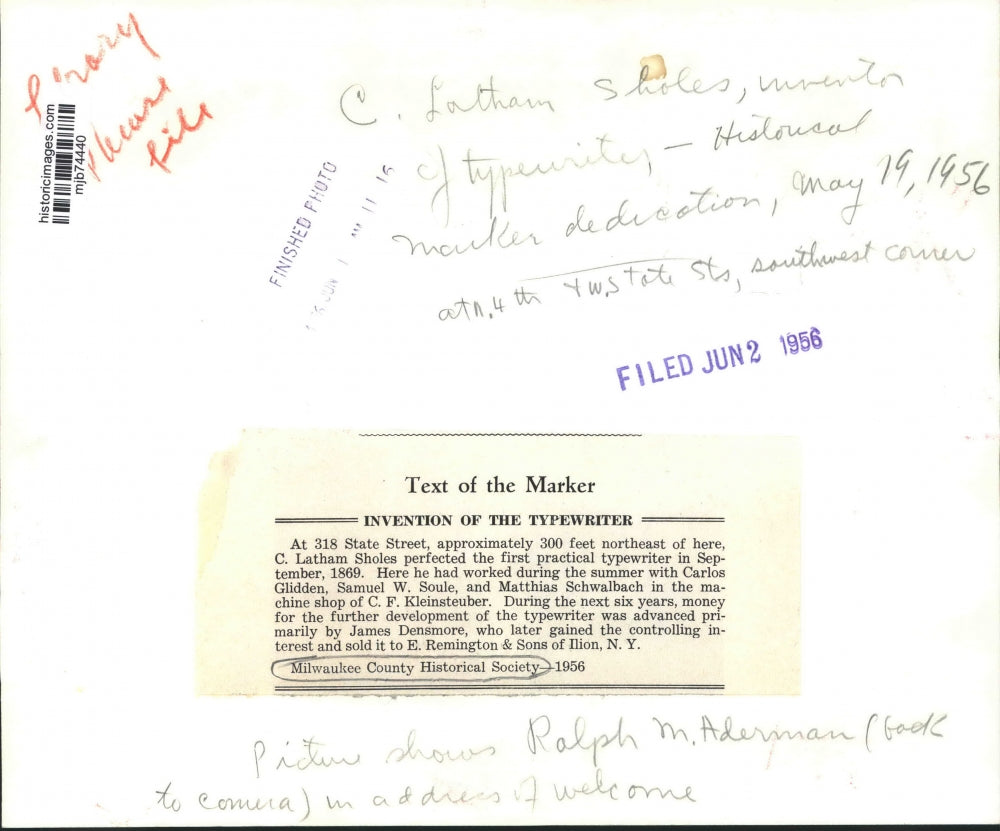 Library
please
file
historicimages.com
mjb74440
C. Latham Sholes, inventor
of typewriter, — Historical
marker dedication, May 19, 1956
at N. 4th + W. State Sts, southwest corner
FINISHED PHOTO
JUN 1 AM 11 16
FILED JUN 2 1956
Text of the Marker
INVENTION OF THE TYPEWRITER
At 318 State Street, approximately 300 feet northeast of here,
C. Latham Sholes perfected the first practical typewriter in Sep-
tember, 1869. Here he had worked during the summer with Carlos
Glidden, Samuel W. Soule, and Matthias Schwalbach in the ma-
chine shop of C. F. Kleinsteuber. During the next six years, money
for the further development of the typewriter was advanced pri-
marily by James Densmore, who later gained the controlling in-
terest and sold it to E. Remington & Sons of Ilion, N. Y.
Milwaukee County Historical Society—1956
Picture shows Ralph M. Aderman (back
to camera) in address of welcome